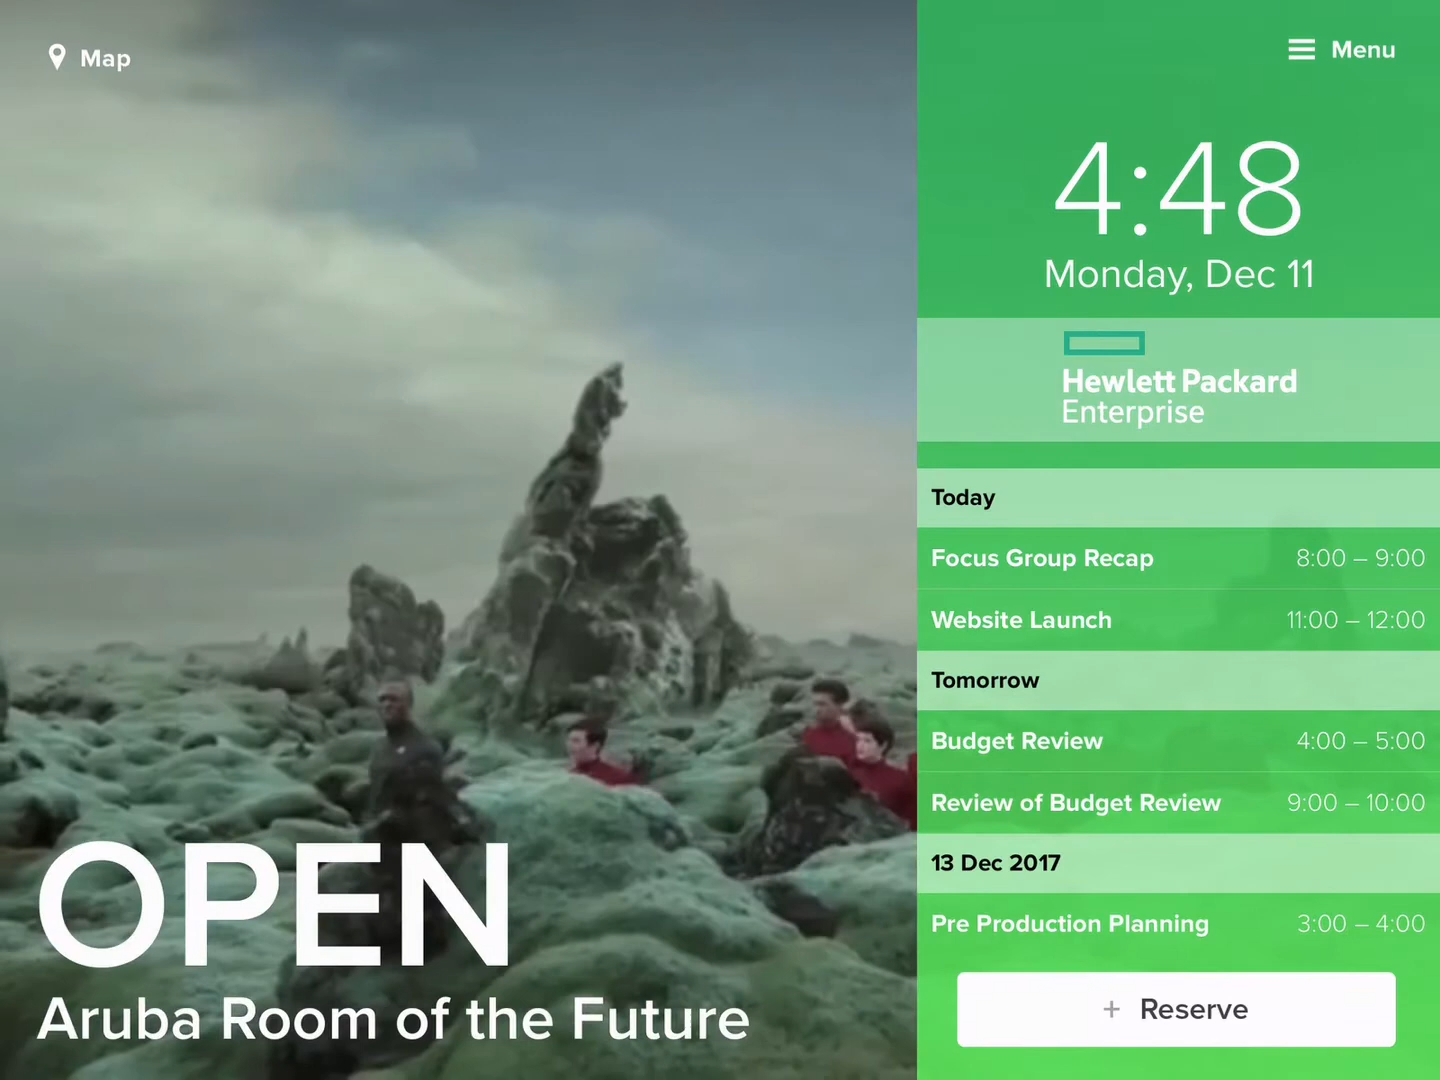 Map
OPEN
Aruba Room of the Future
Menu
4:48
Monday, Dec 11
Hewlett Packard
Enterprise
Today
Focus Group Recap 8:00 – 9:00
Website Launch 11:00 – 12:00
Tomorrow
Budget Review 4:00 – 5:00
Review of Budget Review 9:00 – 10:00
13 Dec 2017
Pre Production Planning 3:00 – 4:00
+ Reserve